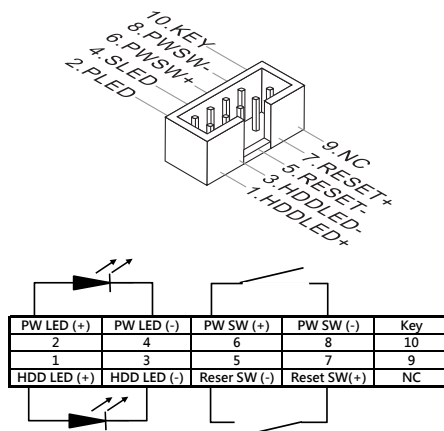 10.KEY
8.PWSW-
6.PWSW+
4.SLED
2.PLED
9.NC
7.RESET+
5.RESET-
3.HDDLED-
1.HDDLED+
PW LED (+) PW LED (-) PW SW (+) PW SW (-) Key
2 4 6 8 10
1 3 5 7 9
HDD LED (+) HDD LED (-) Reser SW (-) Reset SW(+) NC